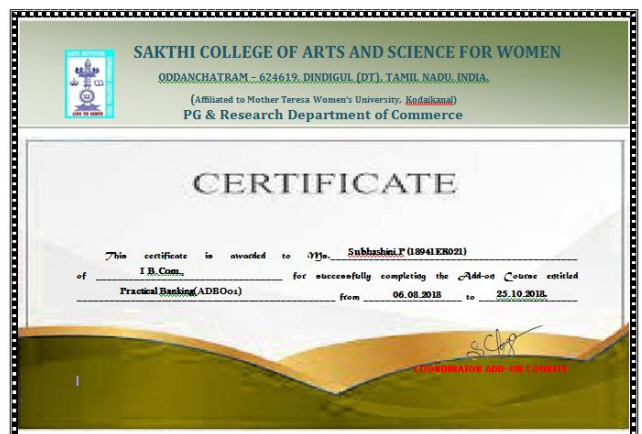 SAKTHI COLLEGE OF ARTS AND SCIENCE FOR WOMEN
ODDANCHATRAM – 624619. DINDIGUL (DT). TAMIL NADU. INDIA.
(Affiliated to Mother Teresa Women's University, Kodaikanal)
PG & Research Department of Commerce
LIVE TO SERVE
CERTIFICATE
This certificate is awarded to Ms. Subhashini.P (18941ER021)
of I B.Com., for successfully completing the Add-on Course entitled
Practical Banking(ADBO01) from 06.08.2018 to 25.10.2018.
COORDINATOR ADD-ON COURSES